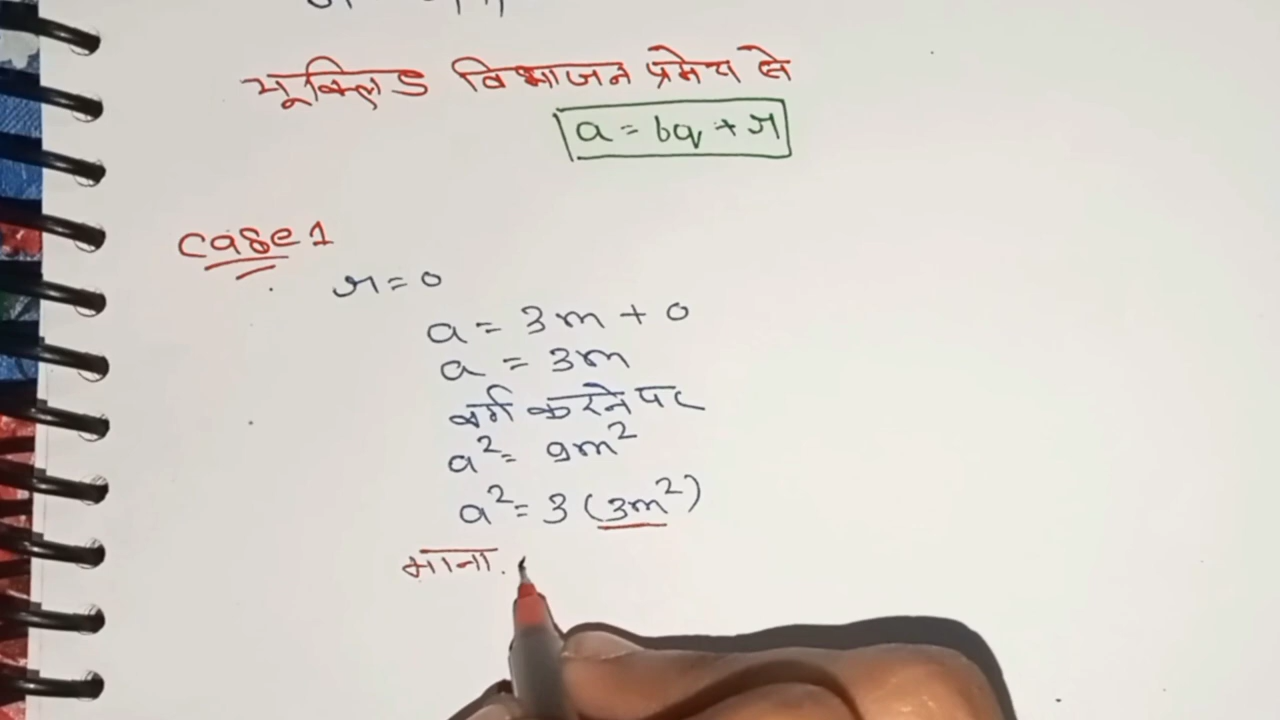 यूक्लिड विभाजन प्रमेय से
a = bq + r
Case 1
r = 0
a = 3m + 0
a = 3m
वर्ग करने पर
a² = 9m²
a² = 3 (3m²)
माना